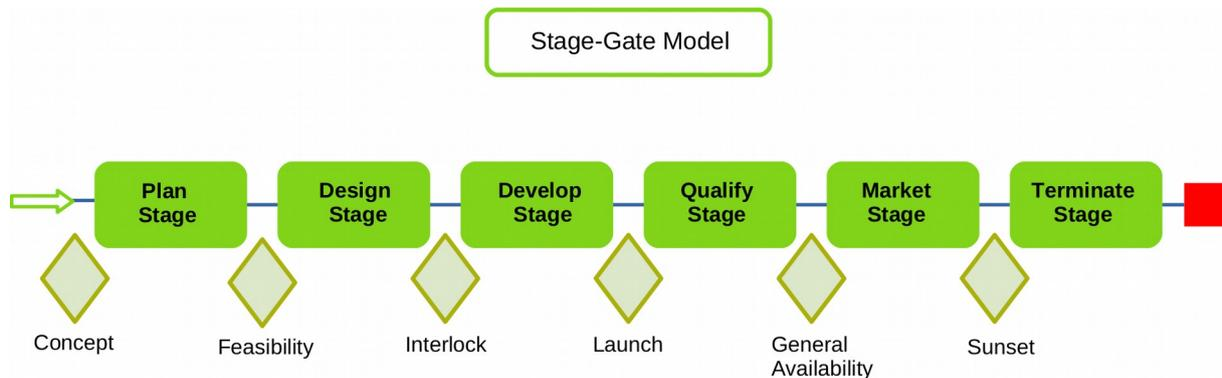 Stage-Gate Model
Plan
Stage
Design
Stage
Develop
Stage
Qualify
Stage
Market
Stage
Terminate
Stage
Concept
Feasibility
Interlock
Launch
General
Availability
Sunset